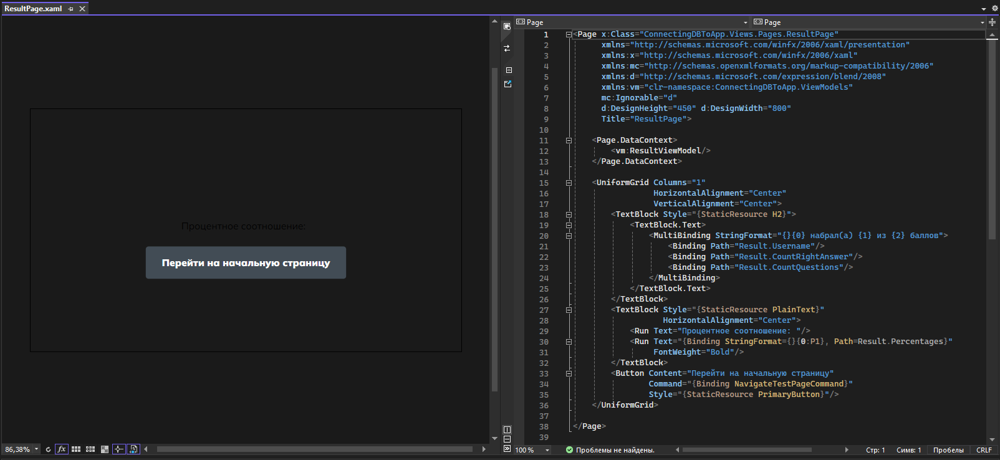 ResultPage.xaml
Процентное соотношение:
Перейти на начальную страницу
86,38%
fx
Page
Page
1 <Page x:Class="ConnectingDBToApp.Views.Pages.ResultPage"
2 xmlns="http://schemas.microsoft.com/winfx/2006/xaml/presentation"
3 xmlns:x="http://schemas.microsoft.com/winfx/2006/xaml"
4 xmlns:mc="http://schemas.openxmlformats.org/markup-compatibility/2006"
5 xmlns:d="http://schemas.microsoft.com/expression/blend/2008"
6 xmlns:vm="clr-namespace:ConnectingDBToApp.ViewModels"
7 mc:Ignorable="d"
8 d:DesignHeight="450" d:DesignWidth="800"
9 Title="ResultPage">
10
11 <Page.DataContext>
12 <vm:ResultViewModel/>
13 </Page.DataContext>
14
15 <UniformGrid Columns="1"
16 HorizontalAlignment="Center"
17 VerticalAlignment="Center">
18 <TextBlock Style="{StaticResource H2}">
19 <TextBlock.Text>
20 <MultiBinding StringFormat="{}{0} набрал(а) {1} из {2} баллов">
21 <Binding Path="Result.Username"/>
22 <Binding Path="Result.CountRightAnswer"/>
23 <Binding Path="Result.CountQuestions"/>
24 </MultiBinding>
25 </TextBlock.Text>
26 </TextBlock>
27 <TextBlock Style="{StaticResource PlainText}"
28 HorizontalAlignment="Center">
29 <Run Text="Процентное соотношение: "/>
30 <Run Text="{Binding StringFormat={}{0:P1}, Path=Result.Percentages}"
31 FontWeight="Bold"/>
32 </TextBlock>
33 <Button Content="Перейти на начальную страницу"
34 Command="{Binding NavigateTestPageCommand}"
35 Style="{StaticResource PrimaryButton}"/>
36 </UniformGrid>
37
38 </Page>
39
100 %
Проблемы не найдены.
Стр: 1
Симв: 1
Пробелы
CRLF